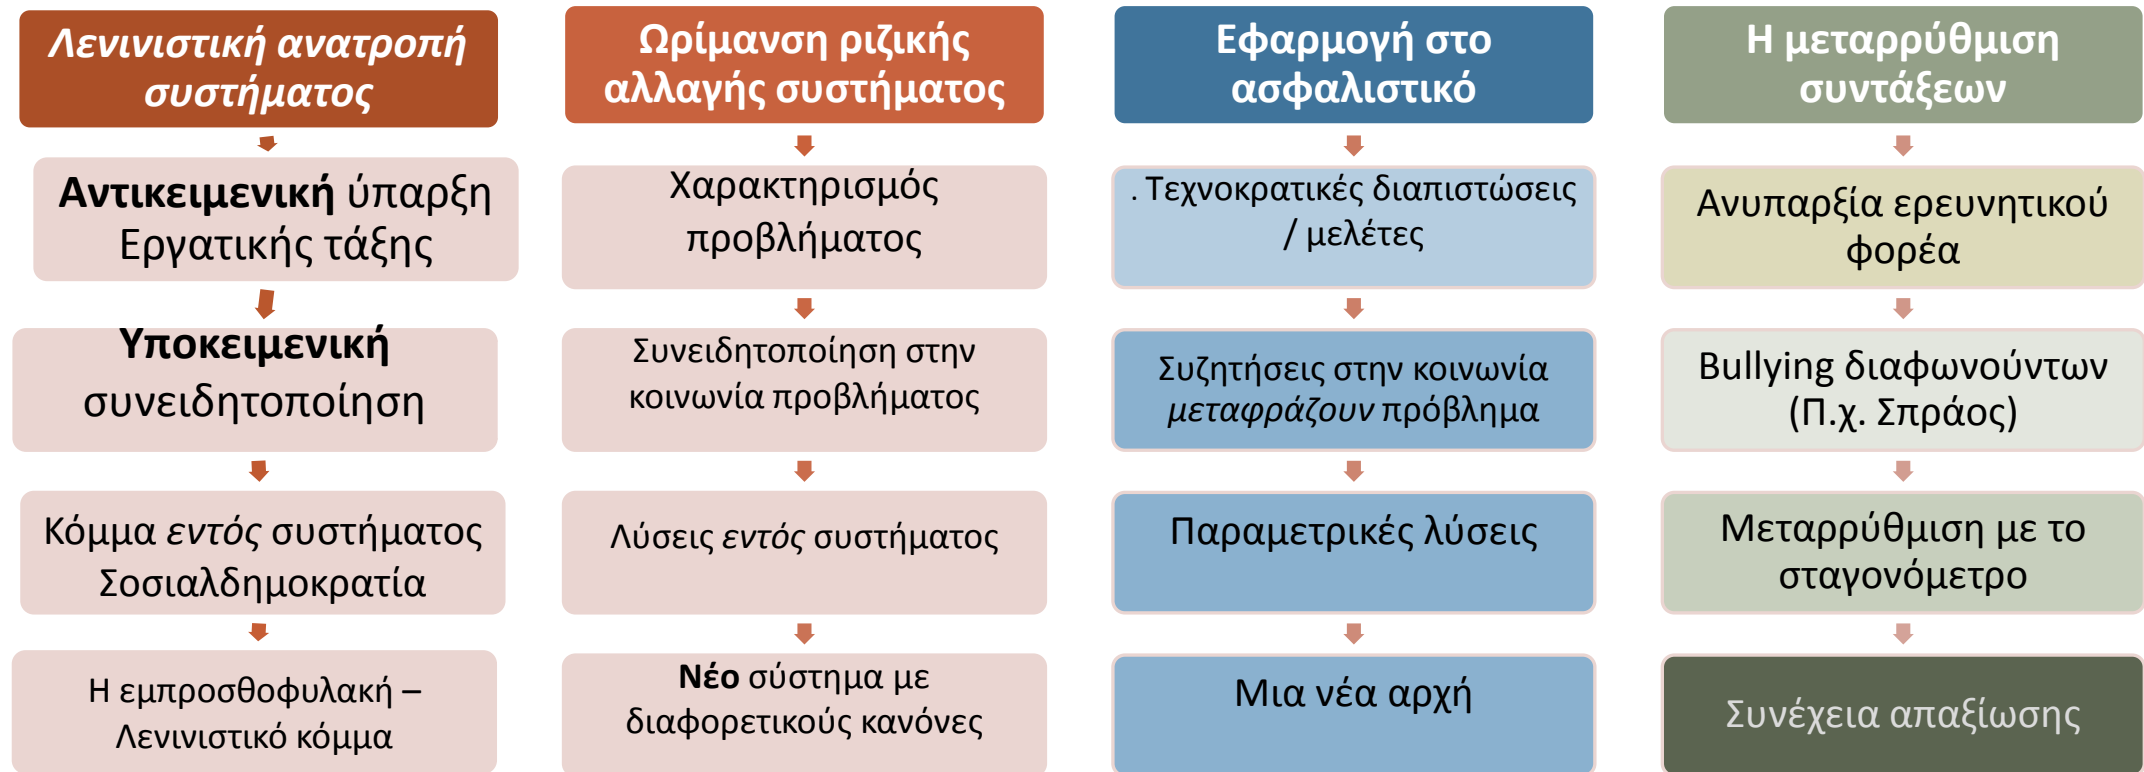 Λενινιστική ανατροπή
συστήματος
Αντικειμενική ύπαρξη
Εργατικής τάξης
Υποκειμενική
συνειδητοποίηση
Κόμμα εντός συστήματος
Σοσιαλδημοκρατία
Η εμπροσθοφυλακή –
Λενινιστικό κόμμα
Ωρίμανση ριζικής
αλλαγής συστήματος
Χαρακτηρισμός
προβλήματος
Συνειδητοποίηση στην
κοινωνία προβλήματος
Λύσεις εντός συστήματος
Νέο σύστημα με
διαφορετικούς κανόνες
Εφαρμογή στο
ασφαλιστικό
. Τεχνοκρατικές διαπιστώσεις
/ μελέτες
Συζητήσεις στην κοινωνία
μεταφράζουν πρόβλημα
Παραμετρικές λύσεις
Μια νέα αρχή
Η μεταρρύθμιση
συντάξεων
Ανυπαρξία ερευνητικού
φορέα
Bullying διαφωνούντων
(Π.χ. Σπράος)
Μεταρρύθμιση με το
σταγονόμετρο
Συνέχεια απαξίωσης